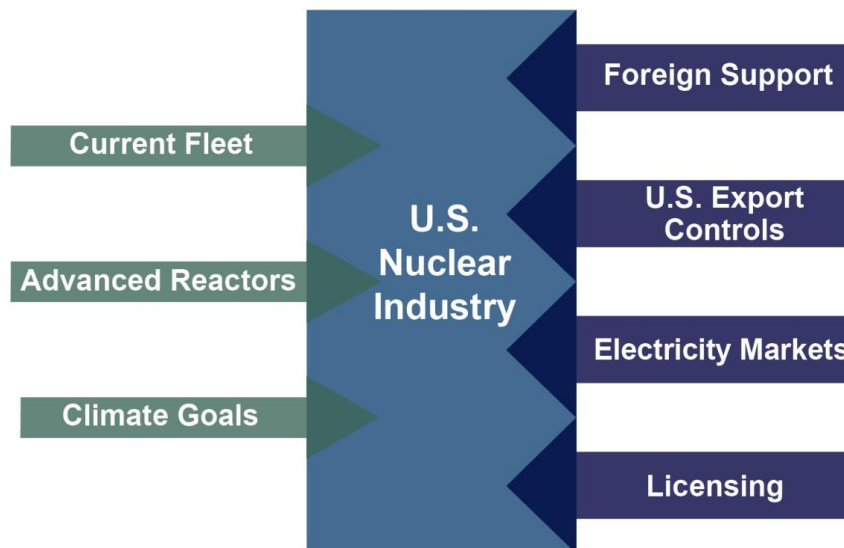 Current Fleet
Advanced Reactors
Climate Goals
U.S.
Nuclear
Industry
Foreign Support
U.S. Export
Controls
Electricity Markets
Licensing